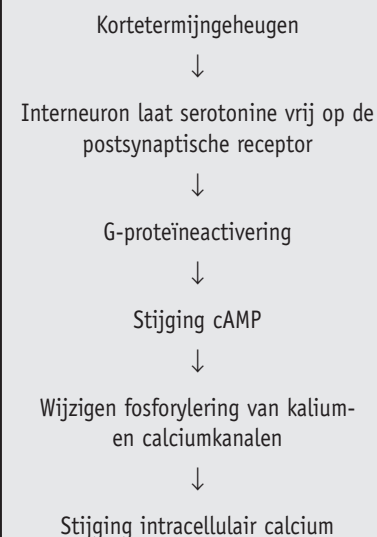 Kortetermijngeheugen
↓
Interneuron laat serotonine vrij op de
postsynaptische receptor
↓
G-proteïneactivering
↓
Stijging cAMP
↓
Wijzigen fosforylering van kalium-
en calciumkanalen
↓
Stijging intracellulair calcium